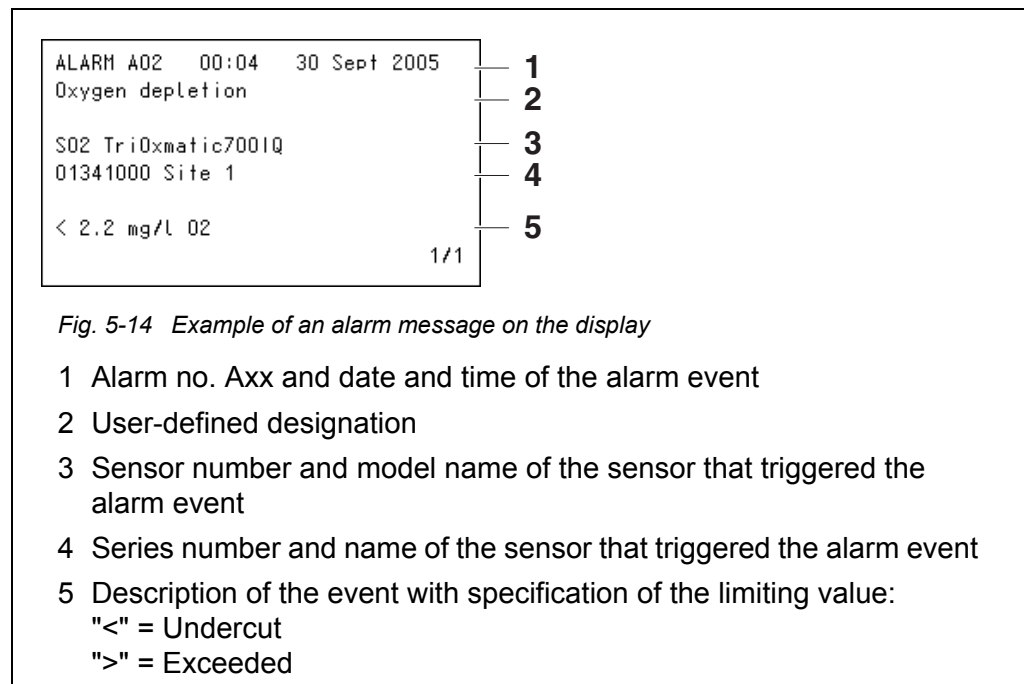 ALARM A02 00:04 30 Sept 2005 1
Oxygen depletion 2
S02 TriOxmatic700IQ 3
01341000 Site 1 4
< 2.2 mg/l O2 5
1/1
Fig. 5-14 Example of an alarm message on the display
1 Alarm no. Axx and date and time of the alarm event
2 User-defined designation
3 Sensor number and model name of the sensor that triggered the
alarm event
4 Series number and name of the sensor that triggered the alarm event
5 Description of the event with specification of the limiting value:
"<" = Undercut
">" = Exceeded